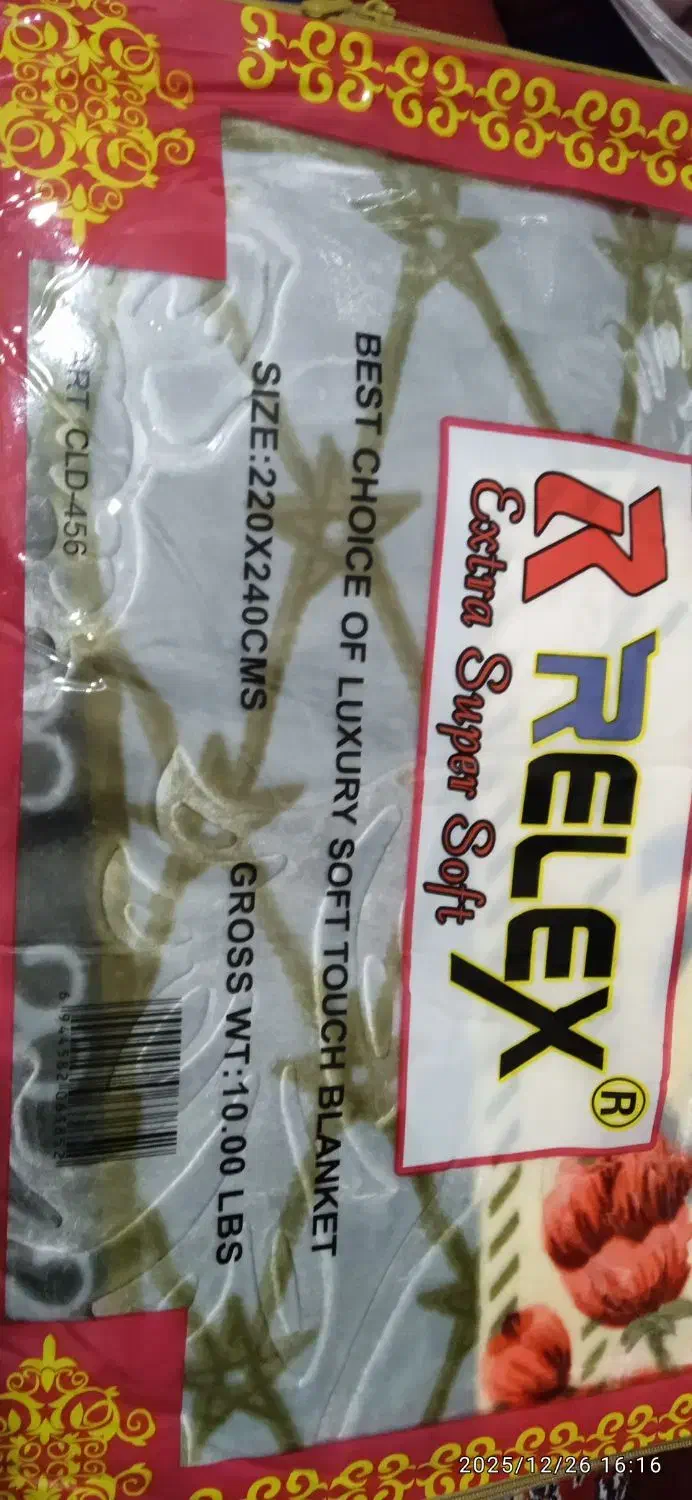 RELEX®
Extra Super Soft
BEST CHOICE OF LUXURY SOFT TOUCH BLANKET
SIZE:220X240CMS GROSS WT:10.00 LBS
RT CLD-456
2025/12/26 16:16